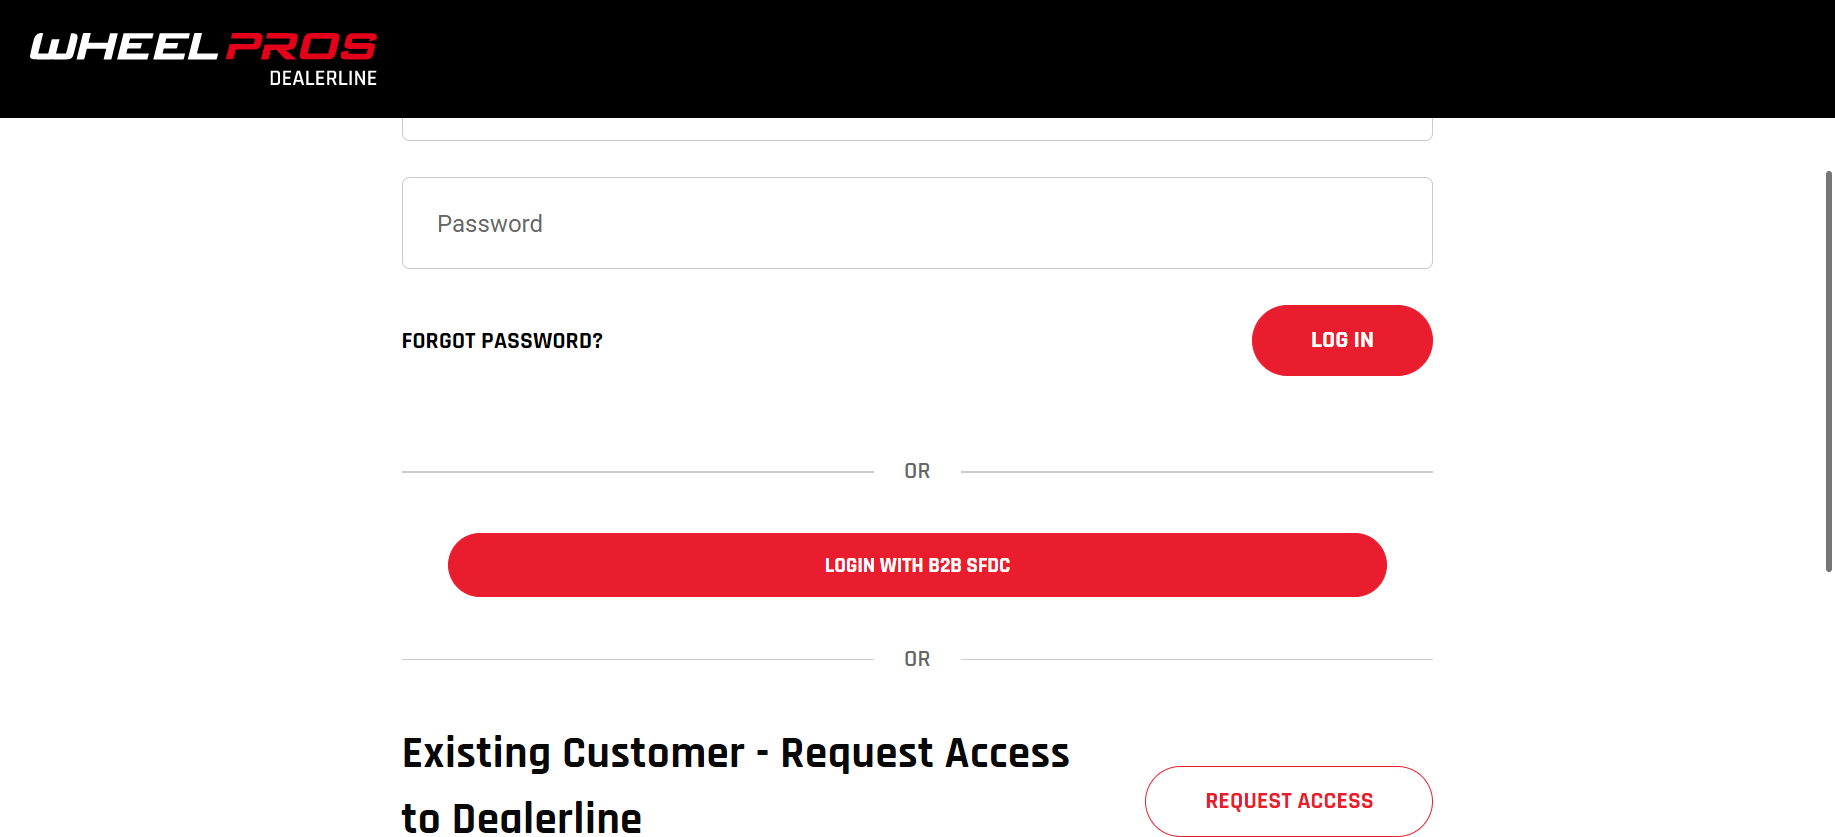 WHEEL PROS
DEALERLINE
Password
FORGOT PASSWORD?
LOG IN
OR
LOGIN WITH B2B SFDC
OR
Existing Customer - Request Access
to Dealerline
REQUEST ACCESS